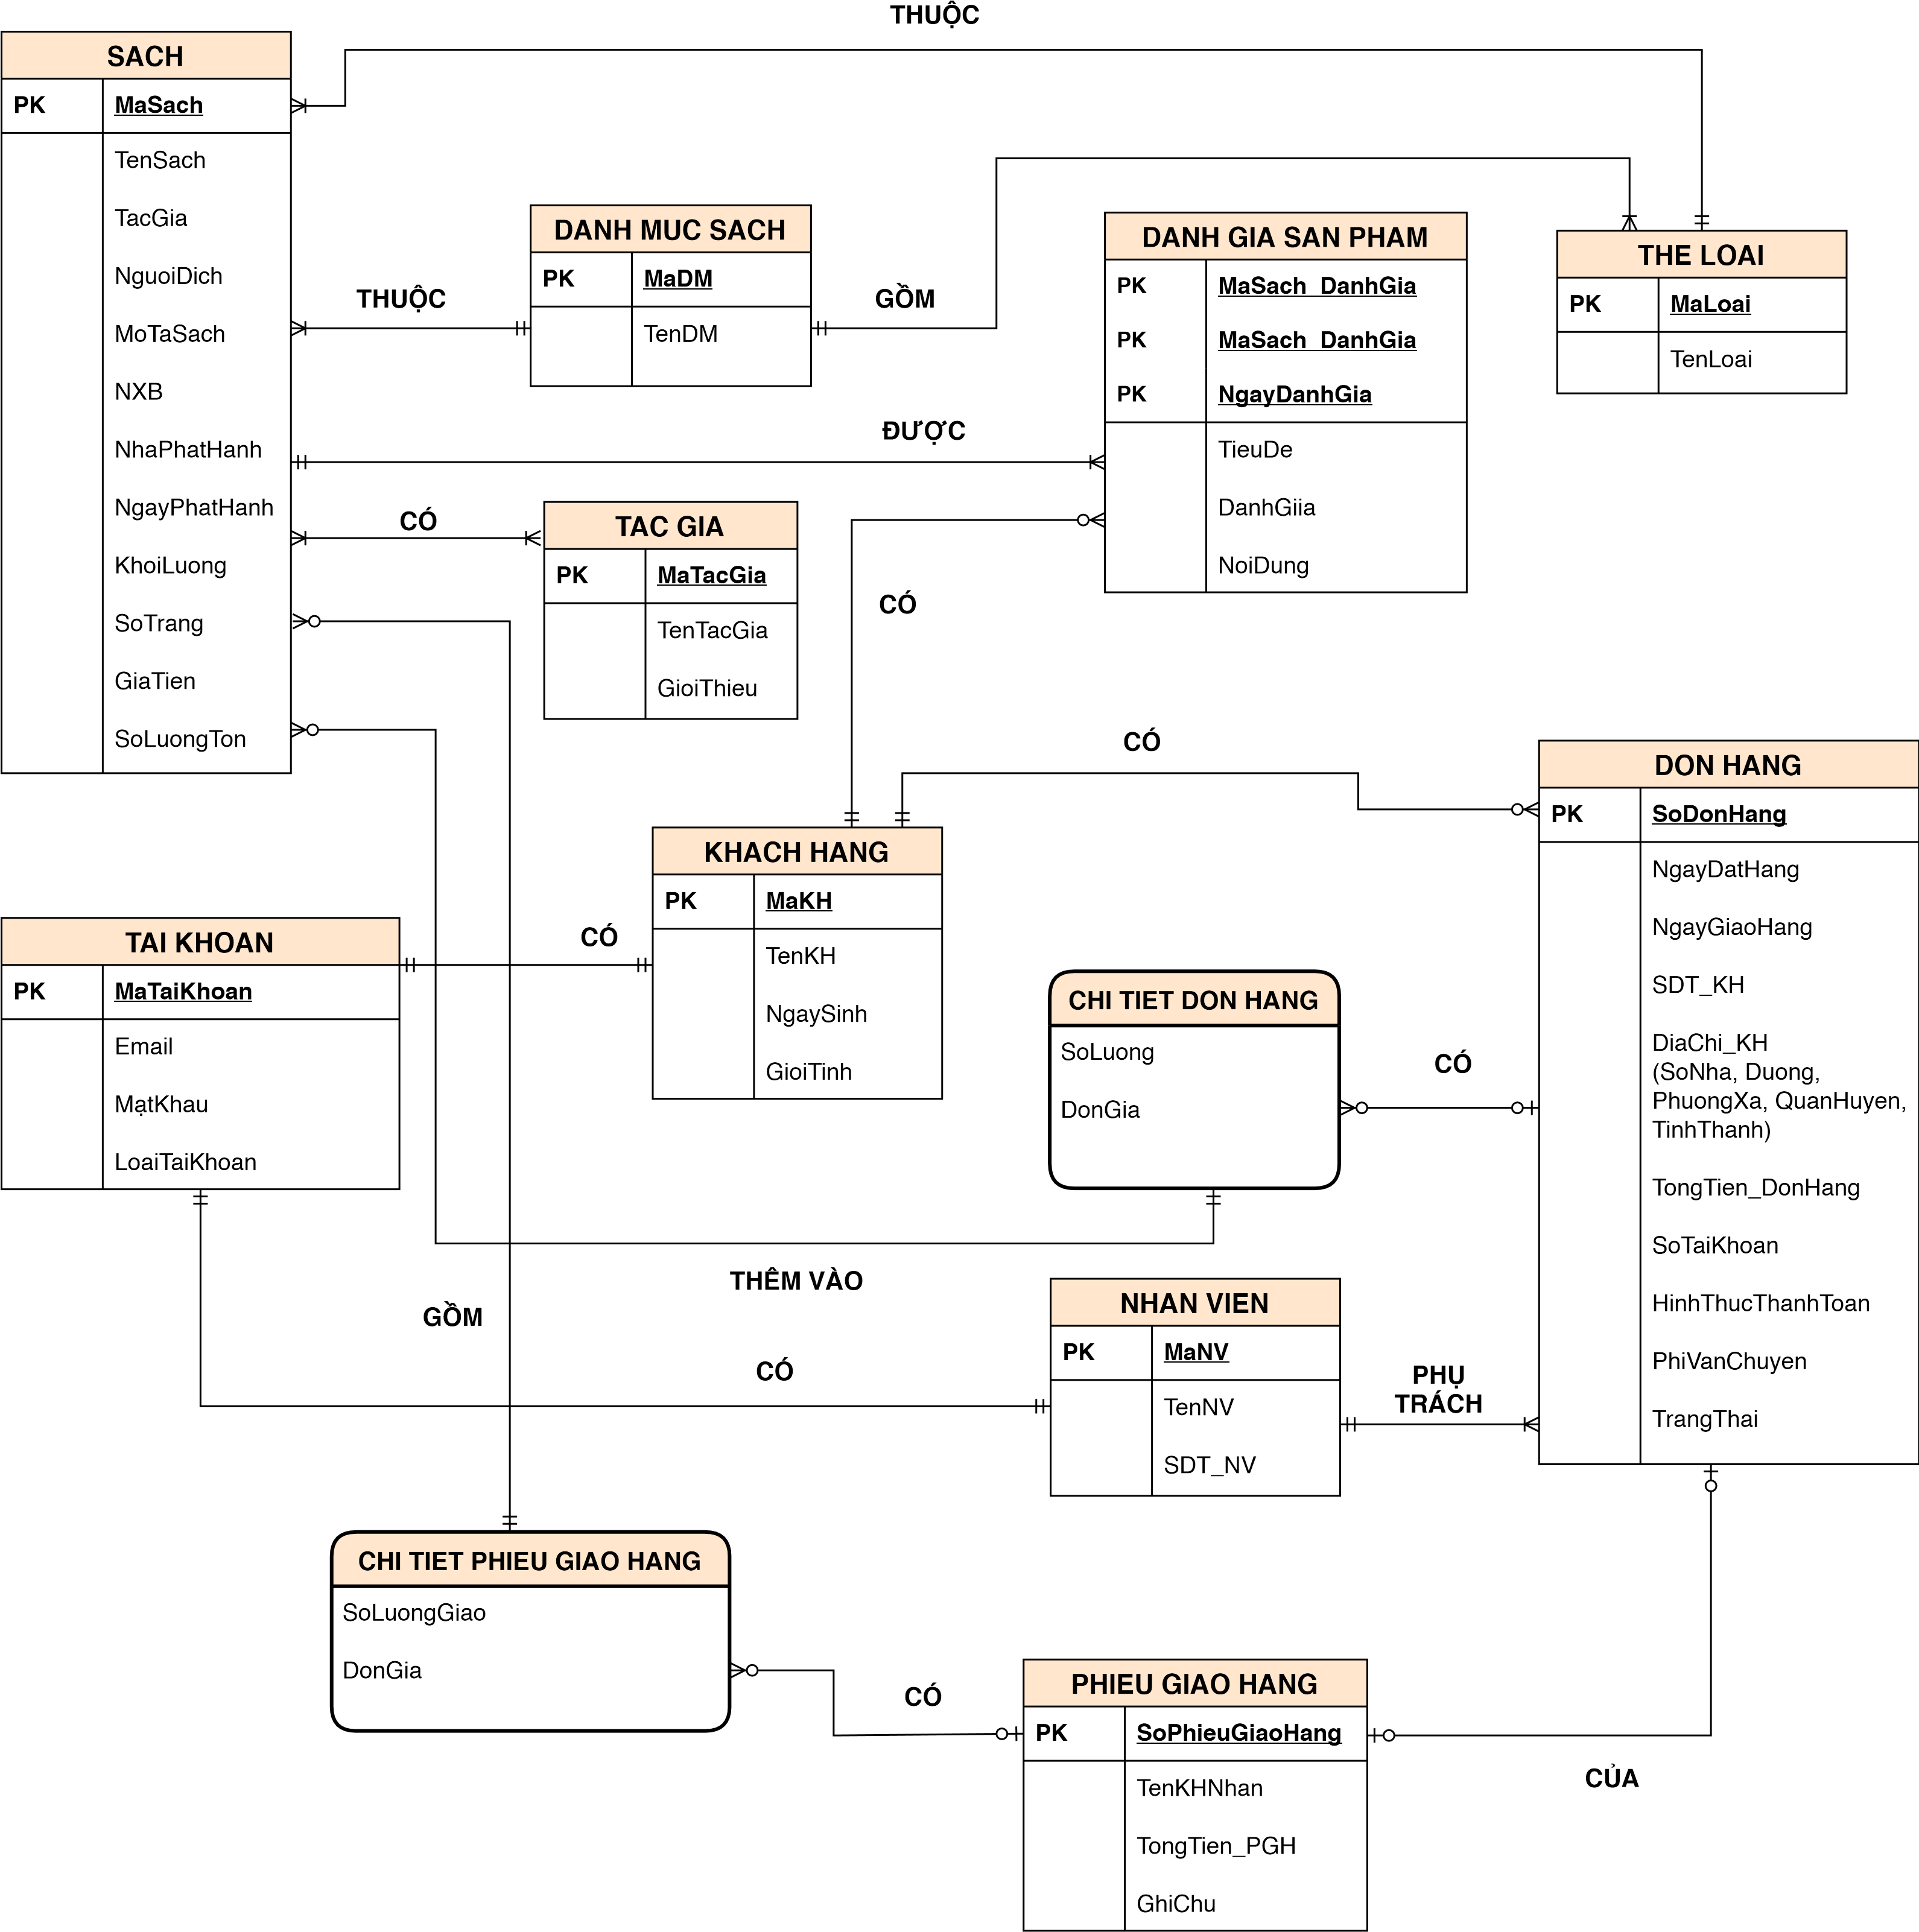 THUỘC
SACH
PK MaSach
TenSach
TacGia
NguoiDich
MoTaSach
NXB
NhaPhatHanh
NgayPhatHanh
KhoiLuong
SoTrang
GiaTien
SoLuongTon
THUỘC
DANH MUC SACH
PK MaDM
TenDM
GỒM
DANH GIA SAN PHAM
PK MaSach_DanhGia
PK MaSach_DanhGia
PK NgayDanhGia
TieuDe
DanhGiia
NoiDung
THE LOAI
PK MaLoai
TenLoai
ĐƯỢC
CÓ
TAC GIA
PK MaTacGia
TenTacGia
GioiThieu
CÓ
CÓ
DON HANG
PK SoDonHang
NgayDatHang
NgayGiaoHang
SDT_KH
DiaChi_KH
(SoNha, Duong,
PhuongXa, QuanHuyen,
TinhThanh)
TongTien_DonHang
SoTaiKhoan
HinhThucThanhToan
PhiVanChuyen
TrangThai
KHACH HANG
PK MaKH
TenKH
NgaySinh
GioiTinh
CÓ
TAI KHOAN
PK MaTaiKhoan
Email
MạtKhau
LoaiTaiKhoan
CHI TIET DON HANG
SoLuong
DonGia
CÓ
THÊM VÀO
GỒM
CÓ
NHAN VIEN
PK MaNV
TenNV
SDT_NV
PHỤ
TRÁCH
CHI TIET PHIEU GIAO HANG
SoLuongGiao
DonGia
CÓ
PHIEU GIAO HANG
PK SoPhieuGiaoHang
TenKHNhan
TongTien_PGH
GhiChu
CỦA